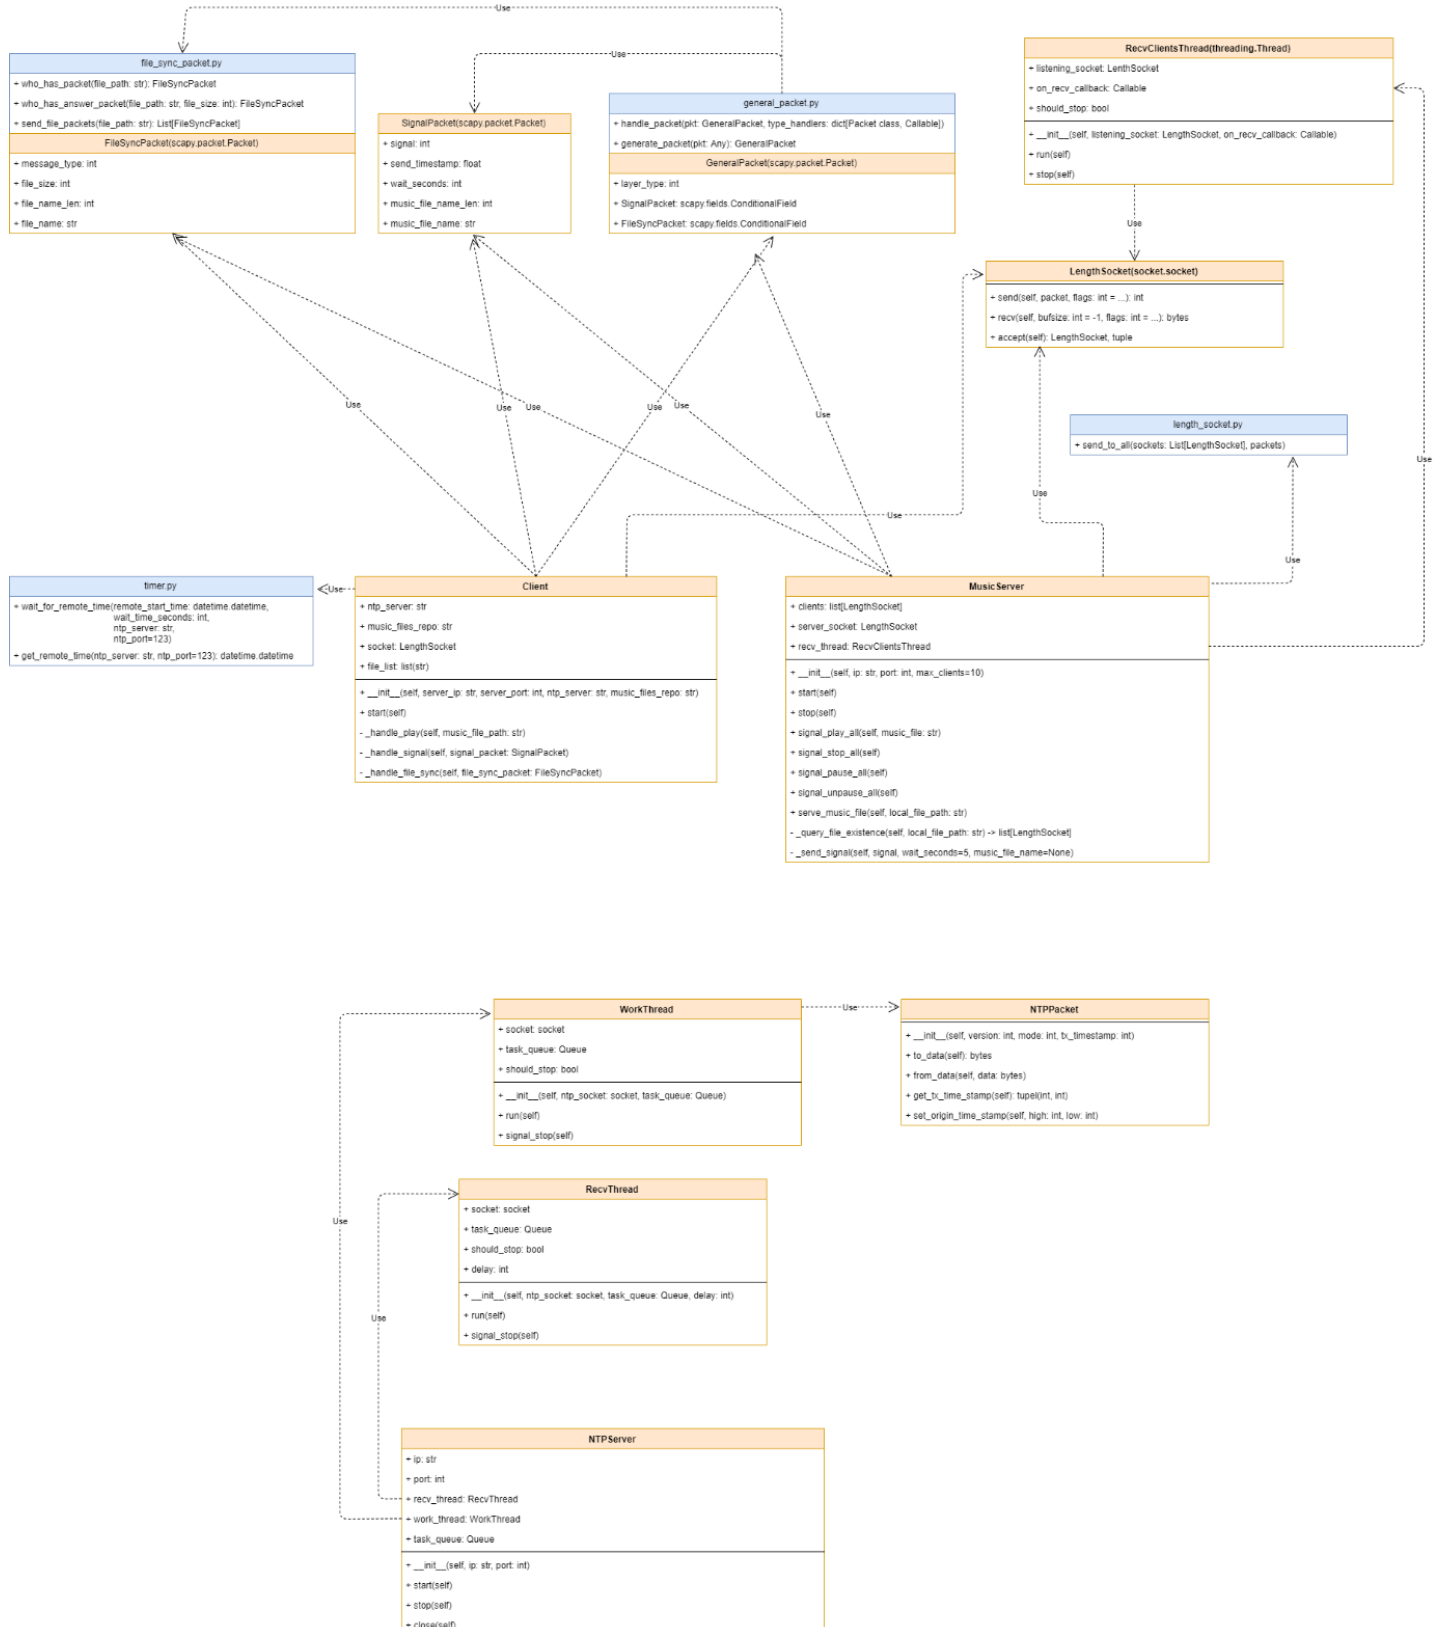 Use
file_sync_packet.py
+ who_has_packet(file_path: str): FileSyncPacket
+ who_has_answer_packet(file_path: str, file_size: int): FileSyncPacket
+ send_file_packets(file_path: str): List[FileSyncPacket]
FileSyncPacket(scapy.packet.Packet)
+ message_type: int
+ file_size: int
+ file_name_len: int
+ file_name: str
Use
SignalPacket(scapy.packet.Packet)
+ signal: int
+ send_timestamp: float
+ wait_seconds: int
+ music_file_name_len: int
+ music_file_name: str
general_packet.py
+ handle_packet(pkt: GeneralPacket, type_handlers: dict[Packet class, Callable])
+ generate_packet(pkt: Any): GeneralPacket
GeneralPacket(scapy.packet.Packet)
+ layer_type: int
+ SignalPacket: scapy.fields.ConditionalField
+ FileSyncPacket: scapy.fields.ConditionalField
RecvClientsThread(threading.Thread)
+ listening_socket: LenthSocket
+ on_recv_callback: Callable
+ should_stop: bool
+ __init__(self, listening_socket: LengthSocket, on_recv_callback: Callable)
+ run(self)
+ stop(self)
Use
LengthSocket(socket.socket)
+ send(self, packet, flags: int = ...): int
+ recv(self, bufsize: int = -1, flags: int = ...): bytes
+ accept(self): LengthSocket, tuple
length_socket.py
+ send_to_all(sockets: List[LengthSocket], packets)
Use
Use
Use
Use
Use
Use
Use
Use
Use
Use
Use
timer.py
+ wait_for_remote_time(remote_start_time: datetime.datetime,
wait_time_seconds: int,
ntp_server: str,
ntp_port=123)
+ get_remote_time(ntp_server: str, ntp_port=123): datetime.datetime
Client
+ ntp_server: str
+ music_files_repo: str
+ socket: LengthSocket
+ file_list: list(str)
+ __init__(self, server_ip: str, server_port: int, ntp_server: str, music_files_repo: str)
+ start(self)
- _handle_play(self, music_file_path: str)
- _handle_signal(self, signal_packet: SignalPacket)
- _handle_file_sync(self, file_sync_packet: FileSyncPacket)
MusicServer
+ clients: list[LengthSocket]
+ server_socket: LengthSocket
+ recv_thread: RecvClientsThread
+ __init__(self, ip: str, port: int, max_clients=10)
+ start(self)
+ stop(self)
+ signal_play_all(self, music_file: str)
+ signal_stop_all(self)
+ signal_pause_all(self)
+ signal_unpause_all(self)
+ serve_music_file(self, local_file_path: str)
- _query_file_existence(self, local_file_path: str) -> list[LengthSocket]
- _send_signal(self, signal, wait_seconds=5, music_file_name=None)
WorkThread
+ socket: socket
+ task_queue: Queue
+ should_stop: bool
+ __init__(self, ntp_socket: socket, task_queue: Queue)
+ run(self)
+ signal_stop(self)
Use
NTPPacket
+ __init__(self, version: int, mode: int, tx_timestamp: int)
+ to_data(self): bytes
+ from_data(self, data: bytes)
+ get_tx_time_stamp(self): tupel(int, int)
+ set_origin_time_stamp(self, high: int, low: int)
Use
RecvThread
+ socket: socket
+ task_queue: Queue
+ should_stop: bool
+ delay: int
+ __init__(self, ntp_socket: socket, task_queue: Queue, delay: int)
+ run(self)
+ signal_stop(self)
Use
NTPServer
+ ip: str
+ port: int
+ recv_thread: RecvThread
+ work_thread: WorkThread
+ task_queue: Queue
+ __init__(self, ip: str, port: int)
+ start(self)
+ stop(self)
+ close(self)